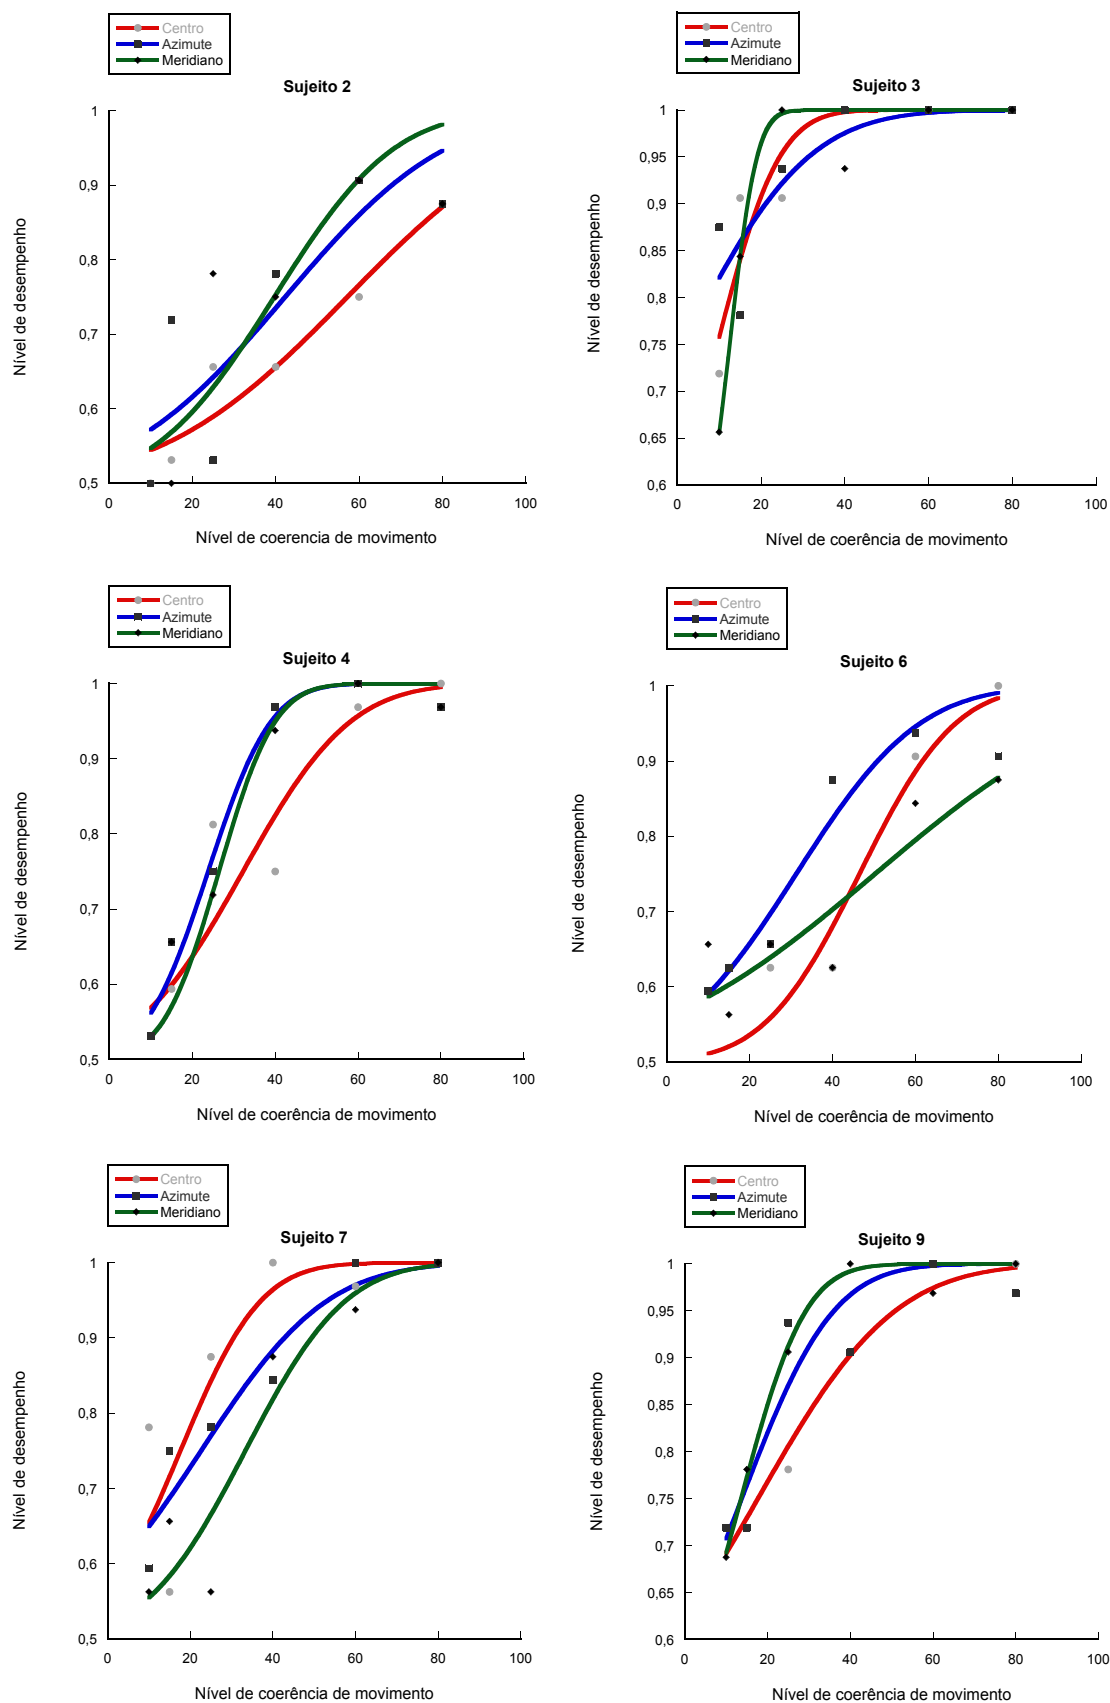 Centro
Azimute
Meridiano
Sujeito 2
Nível de desempenho
1
0,9
0,8
0,7
0,6
0,5
0 20 40 60 80 100
Nível de coerencia de movimento
Centro
Azimute
Meridiano
Sujeito 3
Nível de desempenho
1
0,95
0,9
0,85
0,8
0,75
0,7
0,65
0,6
0 20 40 60 80 100
Nível de coerência de movimento
Centro
Azimute
Meridiano
Sujeito 4
Nível de desempenho
1
0,9
0,8
0,7
0,6
0,5
0 20 40 60 80 100
Nível de coerência de movimento
Centro
Azimute
Meridiano
Sujeito 6
Nível de desempenho
1
0,9
0,8
0,7
0,6
0,5
0 20 40 60 80 100
Nível de coerência de movimento
Centro
Azimute
Meridiano
Sujeito 7
Nível de desempenho
1
0,9
0,8
0,7
0,6
0,5
0 20 40 60 80 100
Nível de coerência de movimento
Centro
Azimute
Meridiano
Sujeito 9
Nível de desempenho
1
0,95
0,9
0,85
0,8
0,75
0,7
0,65
0,6
0 20 40 60 80 100
Nível de coerência de movimento